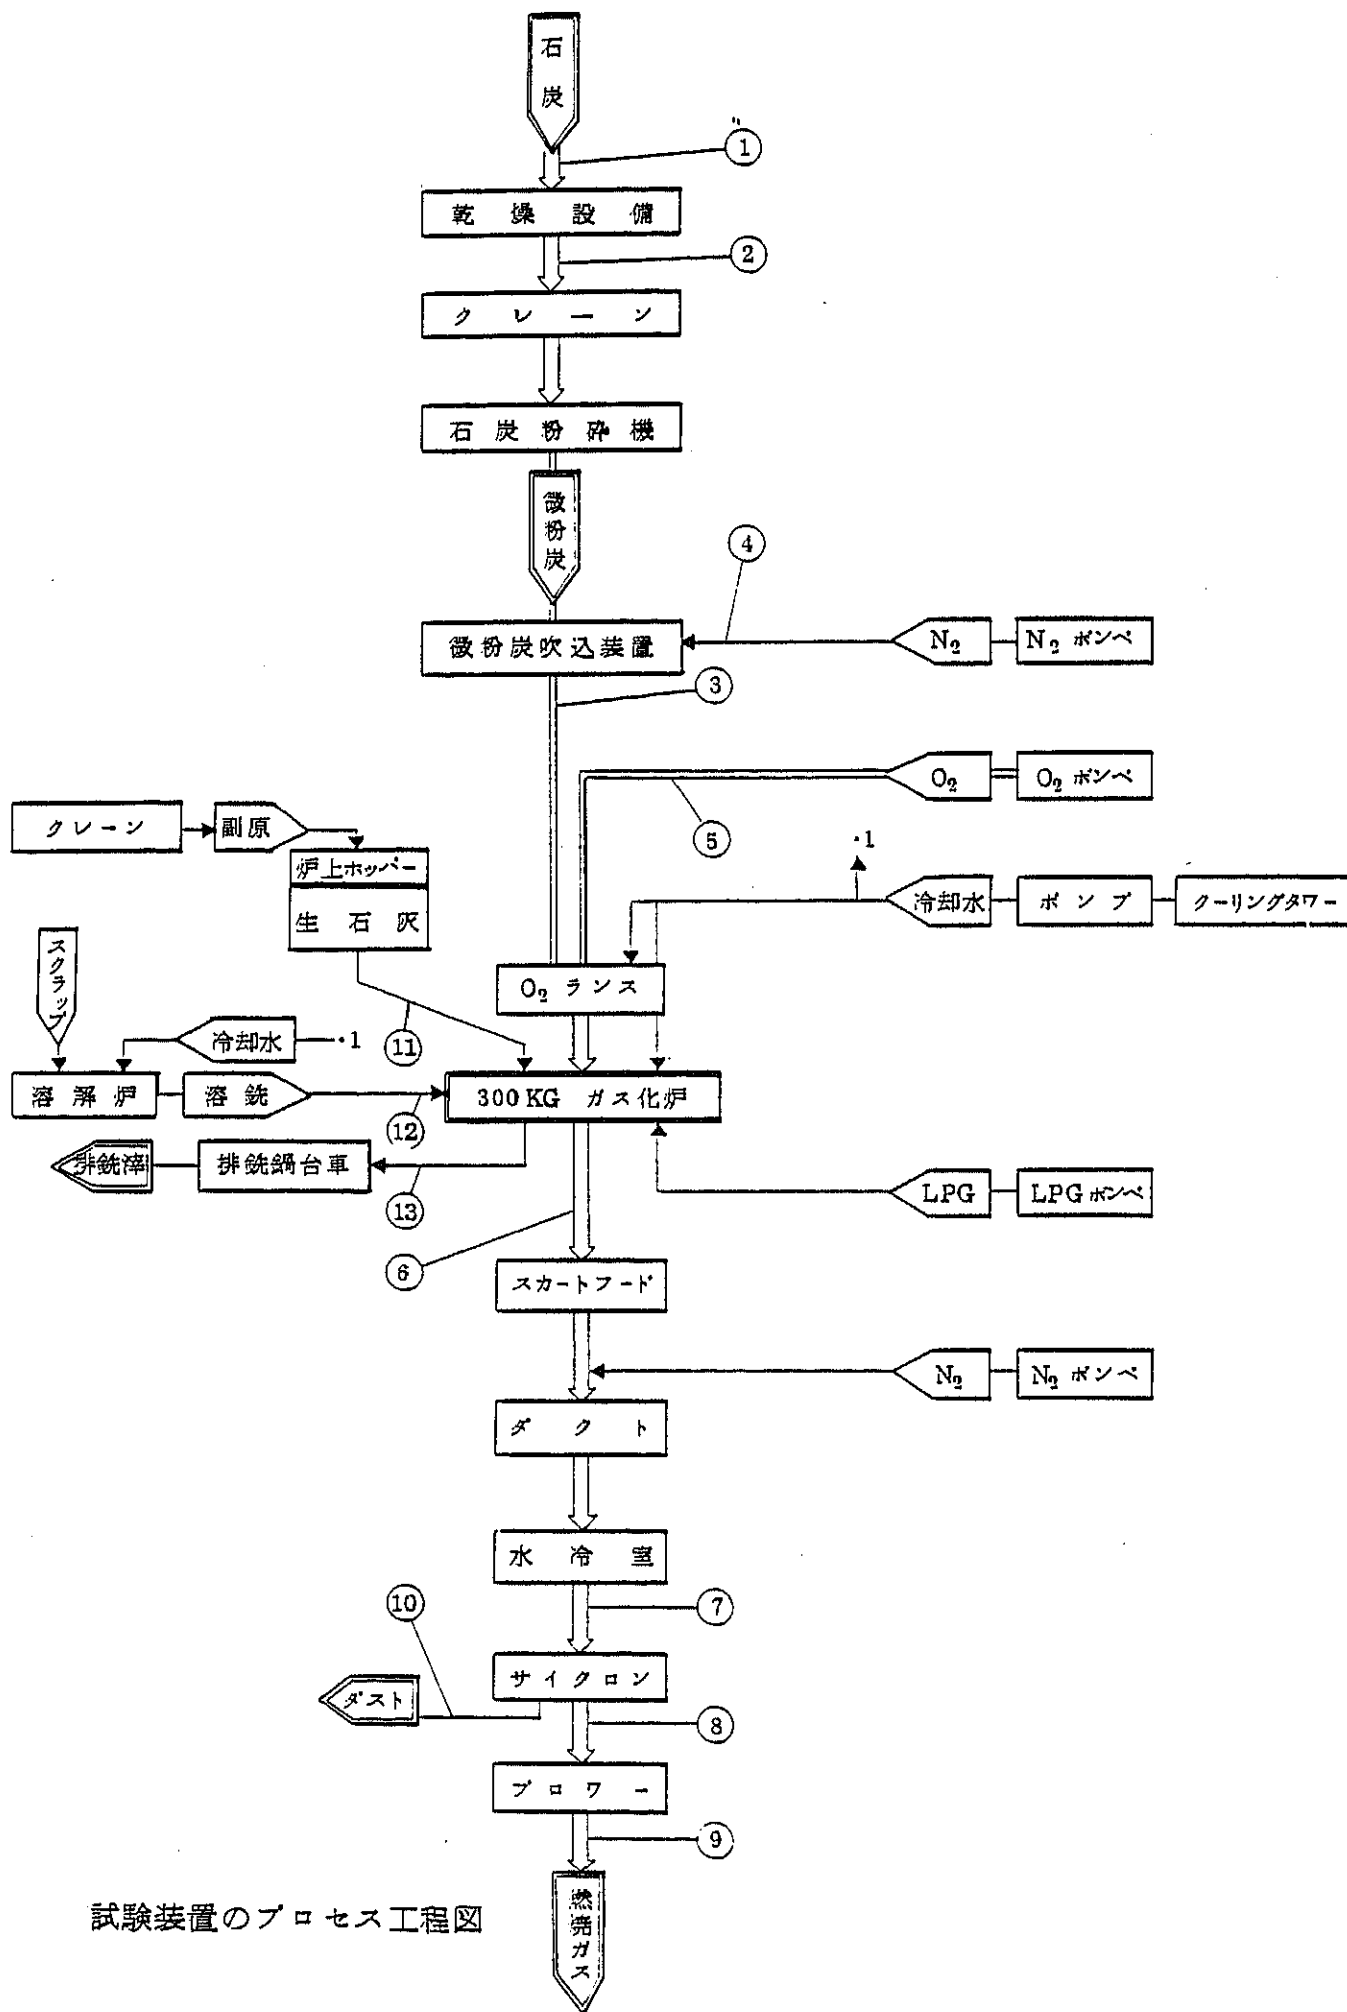 石炭
①
乾燥設備
②
クレーン
石炭粉砕機
微粉炭
④
微粉炭吹込装置
N₂
N₂ ボンベ
③
O₂
O₂ ボンベ
⑤
クレーン
副原
炉上ホッパー
生石灰
・1
冷却水
ポンプ
クーリングタワー
スクラップ
O₂ ランス
冷却水
・1
⑪
溶解炉
溶銑
⑫
300KG ガス化炉
排銑滓
排銑鍋台車
⑬
LPG
LPG ボンベ
⑥
スカートフード
N₂
N₂ ボンベ
ダクト
水冷室
⑩
⑦
サイクロン
ダスト
⑧
ブロワー
⑨
ガス
試験装置のプロセス工程図